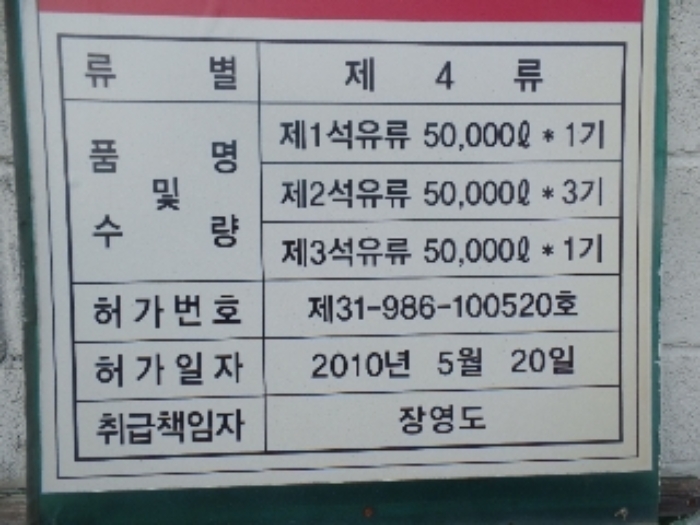 류 별 제 4 류
품 명 및 수 량
제1석유류 50,000ℓ * 1기
제2석유류 50,000ℓ * 3기
제3석유류 50,000ℓ * 1기
허가번호 제31-986-100520호
허가일자 2010년 5월 20일
취급책임자 장영도